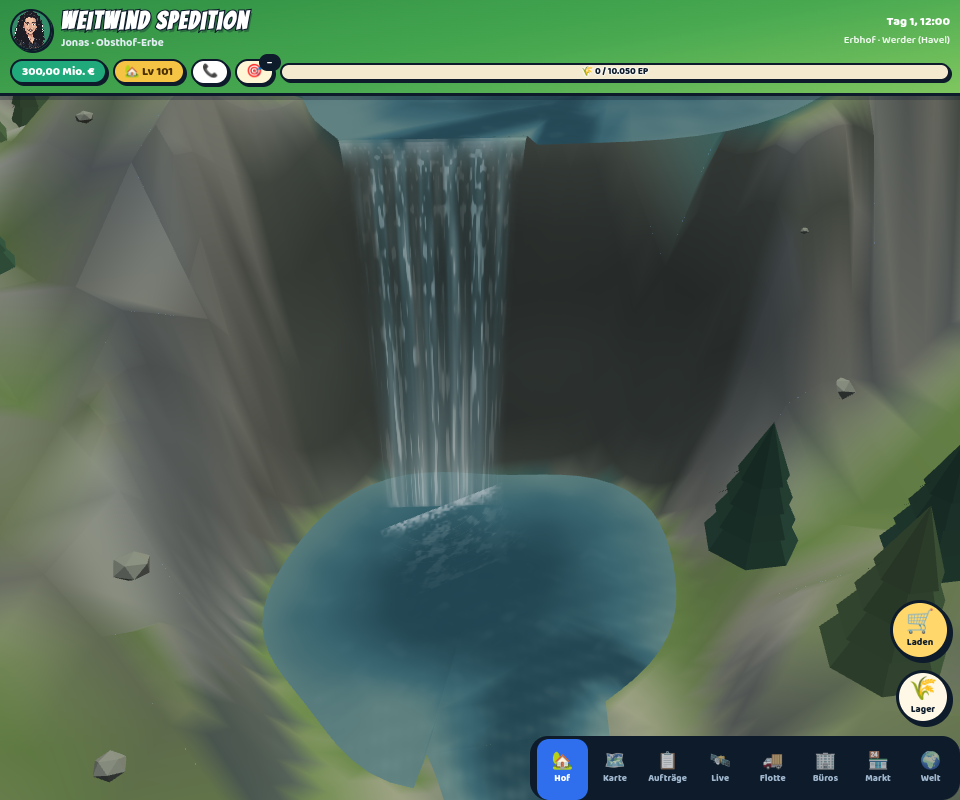 WEITWIND SPEDITION
Jonas · Obsthof-Erbe
Tag 1, 12:00
Erbhof · Werder (Havel)
300,00 Mio. €
Lv 101
–
0 / 10.050 EP
Laden
Lager
Hof
Karte
Aufträge
Live
Flotte
Büros
Markt
Welt